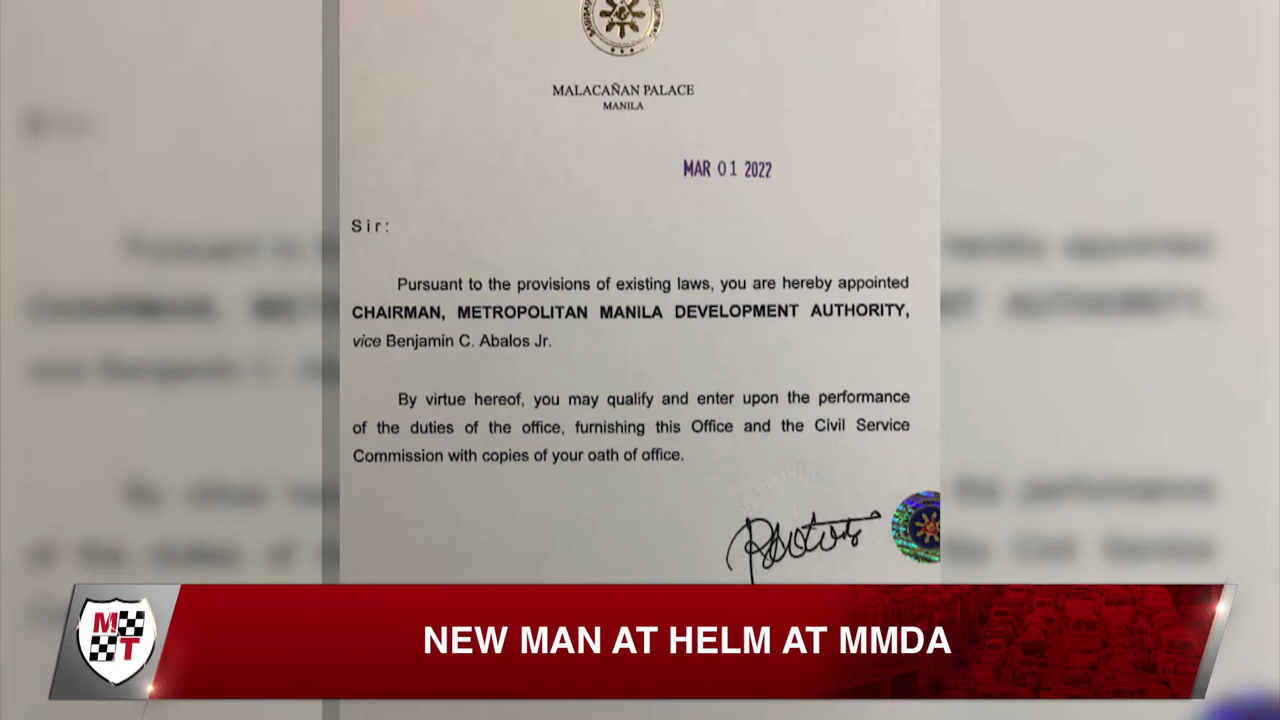 MALACAÑAN PALACE
MANILA
MAR 01 2022
Sir:
Pursuant to the provisions of existing laws, you are hereby appointed
CHAIRMAN, METROPOLITAN MANILA DEVELOPMENT AUTHORITY,
vice Benjamin C. Abalos Jr.
By virtue hereof, you may qualify and enter upon the performance
of the duties of the office, furnishing this Office and the Civil Service
Commission with copies of your oath of office.
MT
NEW MAN AT HELM AT MMDA